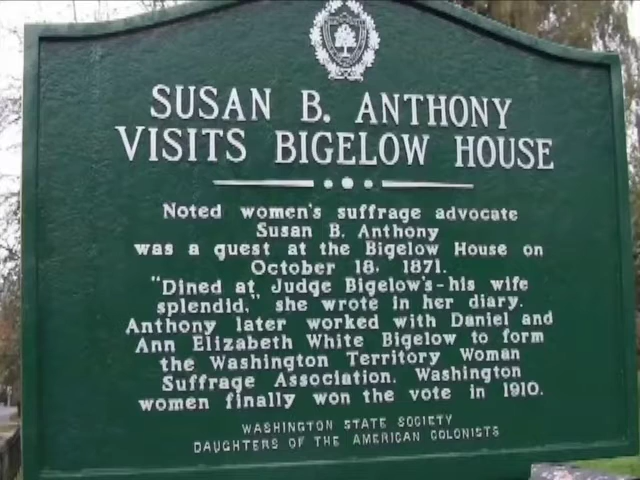 SUSAN B. ANTHONY
VISITS BIGELOW HOUSE
Noted women's suffrage advocate
Susan B. Anthony
was a guest at the Bigelow House on
October 18, 1871.
"Dined at Judge Bigelow's-his wife
splendid," she wrote in her diary.
Anthony later worked with Daniel and
Ann Elizabeth White Bigelow to form
the Washington Territory Woman
Suffrage Association. Washington
women finally won the vote in 1910.
WASHINGTON STATE SOCIETY
DAUGHTERS OF THE AMERICAN COLONISTS